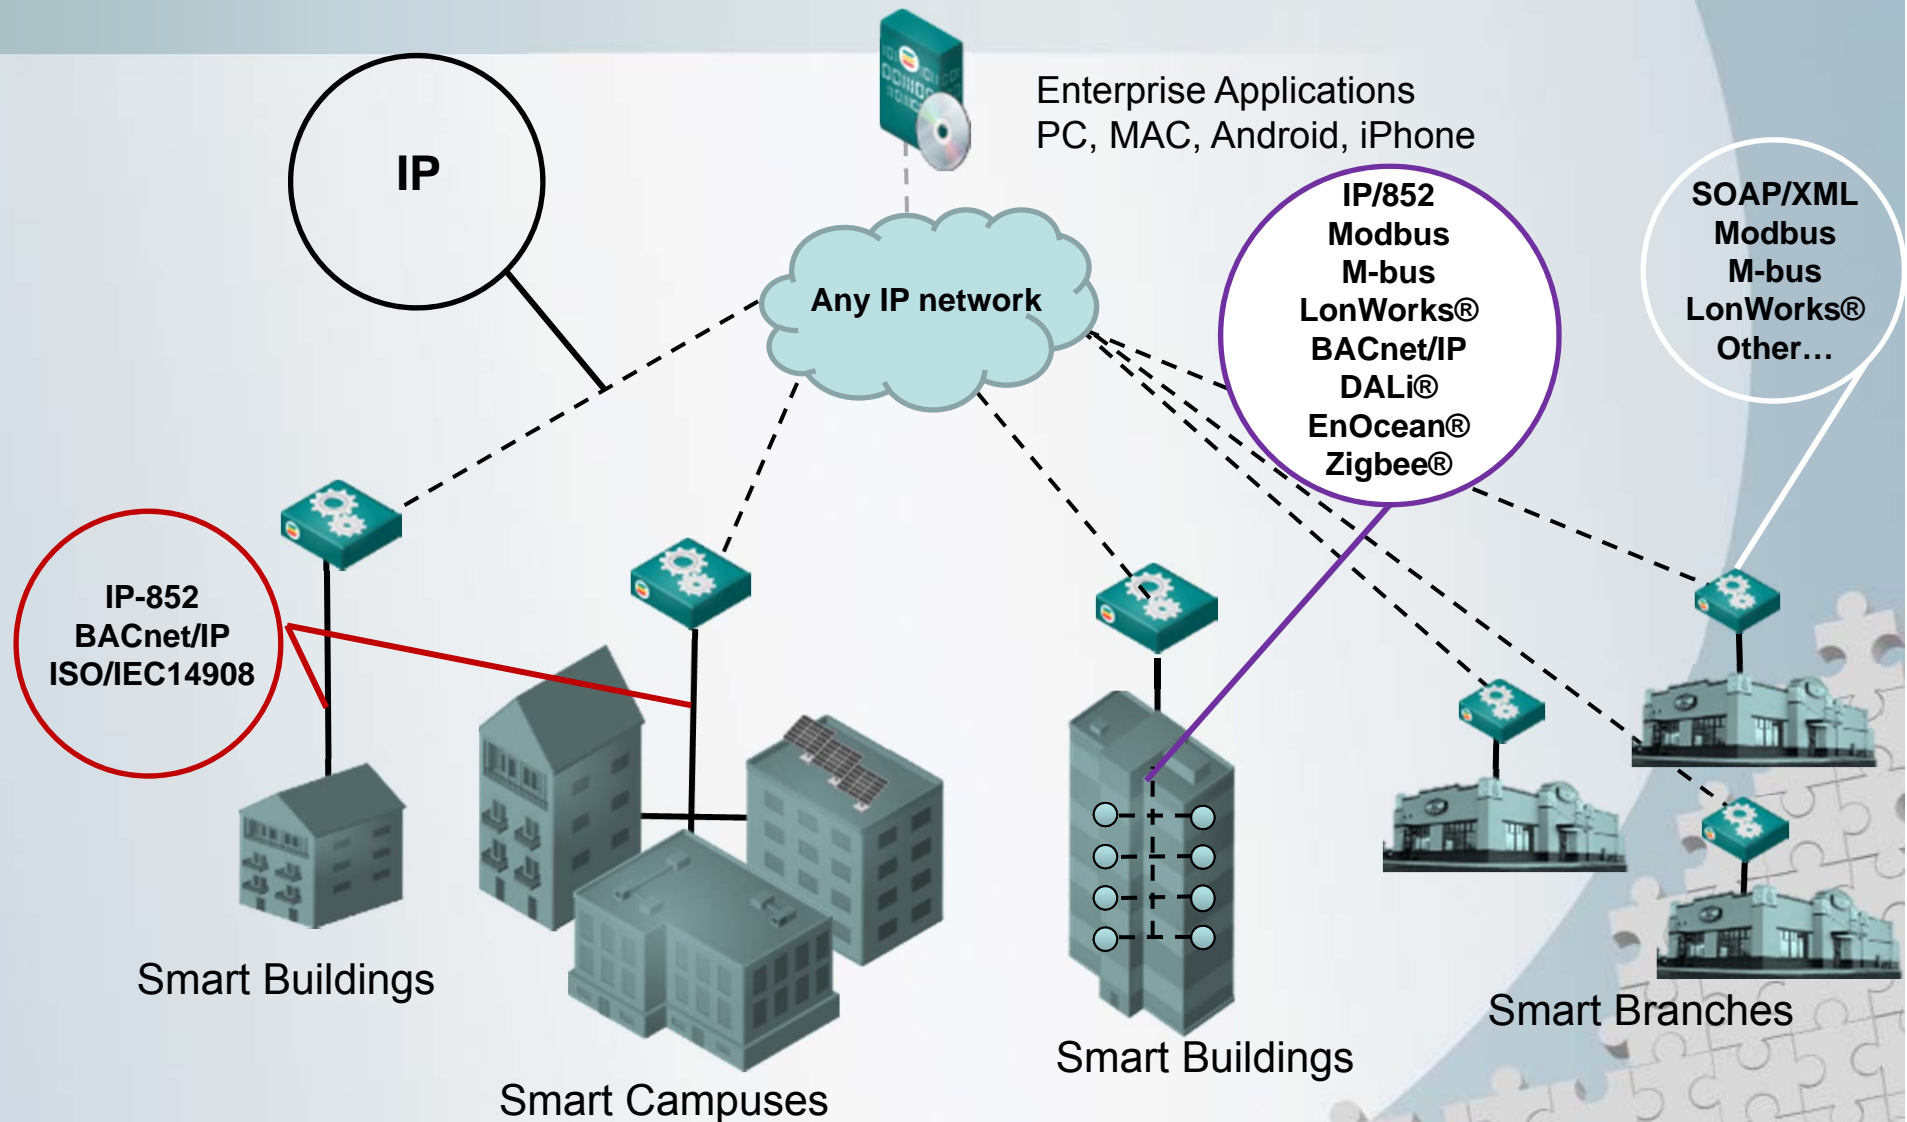 Enterprise Applications
PC, MAC, Android, iPhone
IP
Any IP network
IP/852
Modbus
M-bus
LonWorks®
BACnet/IP
DALi®
EnOcean®
Zigbee®
SOAP/XML
Modbus
M-bus
LonWorks®
Other…
IP-852
BACnet/IP
ISO/IEC14908
Smart Buildings
Smart Campuses
Smart Buildings
Smart Branches